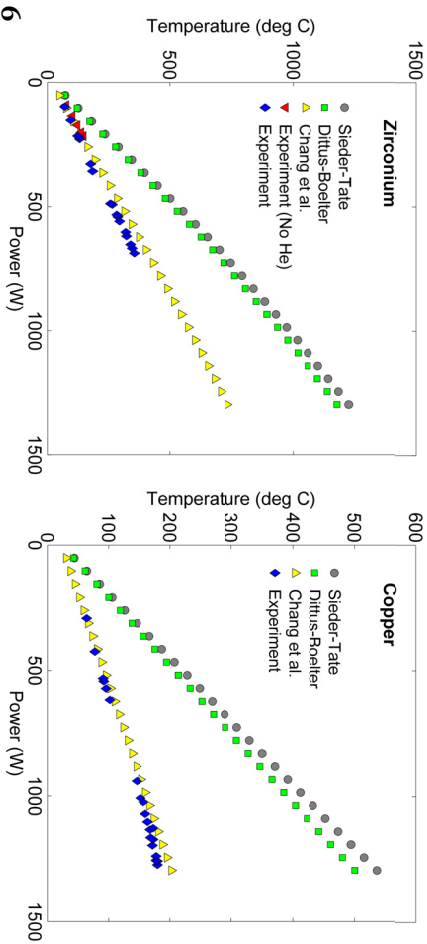 6
Zirconium
Temperature (deg C)
1500
1000
500
0
Sieder-Tate
Dittus-Boelter
Chang et al.
Experiment (No He)
Experiment
0
500
1000
1500
Power (W)
Copper
Temperature (deg C)
600
500
400
300
200
100
0
Sieder-Tate
Dittus-Boelter
Chang et al.
Experiment
0
500
1000
1500
Power (W)